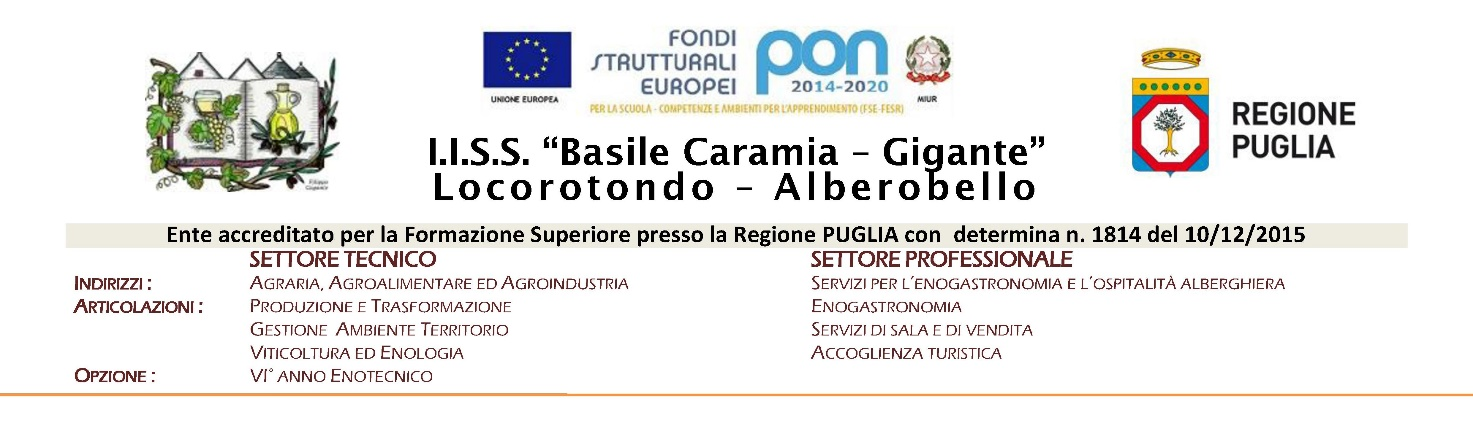 FONDI
STRUTTURALI
EUROPEI
pon
2014-2020
UNIONE EUROPEA
MIUR
PER LA SCUOLA - COMPETENZE E AMBIENTI PER L'APPRENDIMENTO (FSE-FESR)
REGIONE
PUGLIA
Filippo
Gigante
I.I.S.S. “Basile Caramia – Gigante”
Locorotondo – Alberobello
Ente accreditato per la Formazione Superiore presso la Regione PUGLIA con determina n. 1814 del 10/12/2015
SETTORE TECNICO SETTORE PROFESSIONALE
INDIRIZZI : AGRARIA, AGROALIMENTARE ED AGROINDUSTRIA SERVIZI PER L’ENOGASTRONOMIA E L’OSPITALITÀ ALBERGHIERA
ARTICOLAZIONI : PRODUZIONE E TRASFORMAZIONE ENOGASTRONOMIA
GESTIONE AMBIENTE TERRITORIO SERVIZI DI SALA E DI VENDITA
VITICOLTURA ED ENOLOGIA ACCOGLIENZA TURISTICA
OPZIONE : VI° ANNO ENOTECNICO